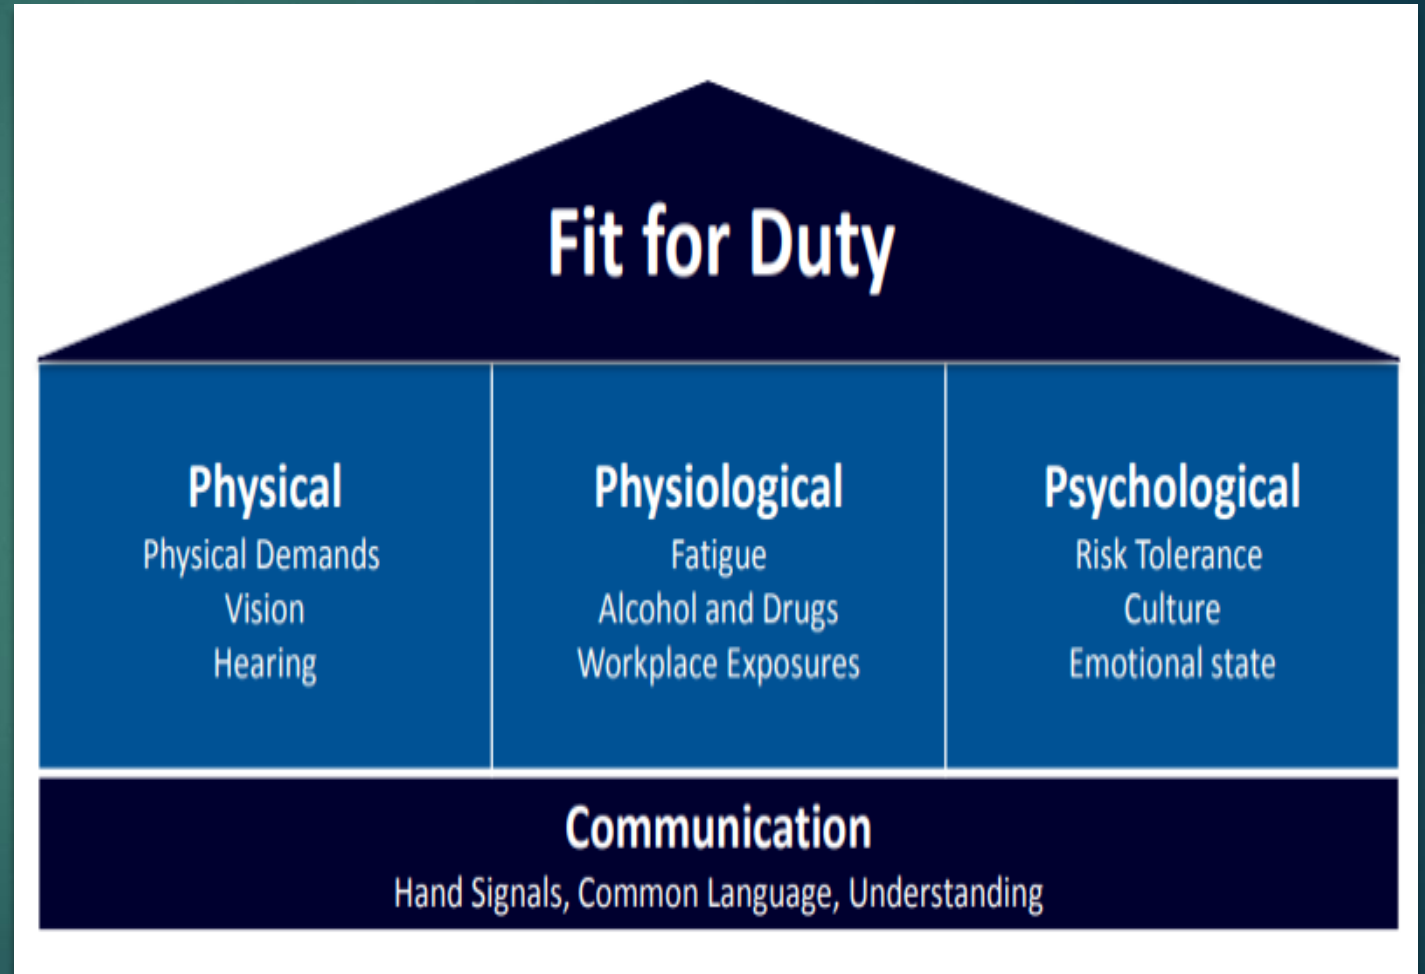 Fit for Duty
Physical
Physical Demands
Vision
Hearing
Physiological
Fatigue
Alcohol and Drugs
Workplace Exposures
Psychological
Risk Tolerance
Culture
Emotional state
Communication
Hand Signals, Common Language, Understanding